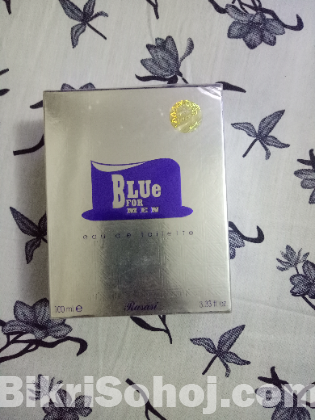 BLUe
FOR
MEN
eau de toilette
Rasasi
100 ml e 3.33 fl oz
BikriSohoj.com